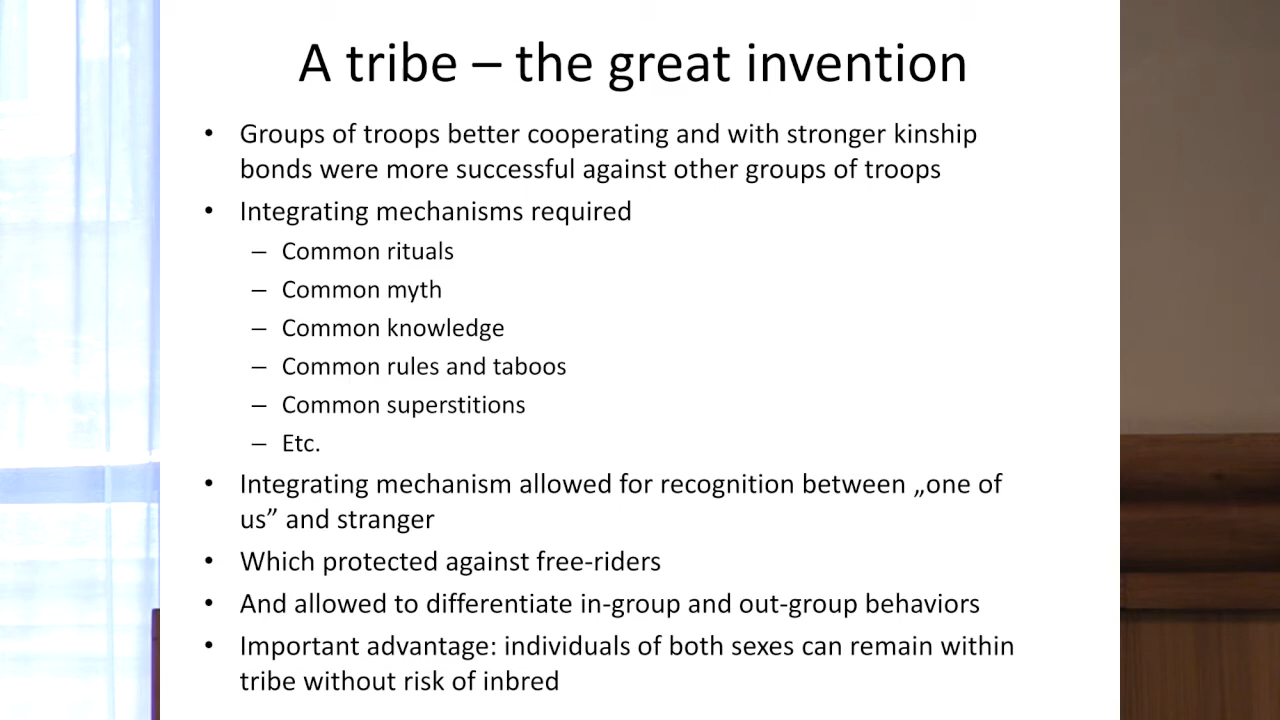 A tribe – the great invention
• Groups of troops better cooperating and with stronger kinship
bonds were more successful against other groups of troops
• Integrating mechanisms required
– Common rituals
– Common myth
– Common knowledge
– Common rules and taboos
– Common superstitions
– Etc.
• Integrating mechanism allowed for recognition between „one of
us” and stranger
• Which protected against free-riders
• And allowed to differentiate in-group and out-group behaviors
• Important advantage: individuals of both sexes can remain within
tribe without risk of inbred